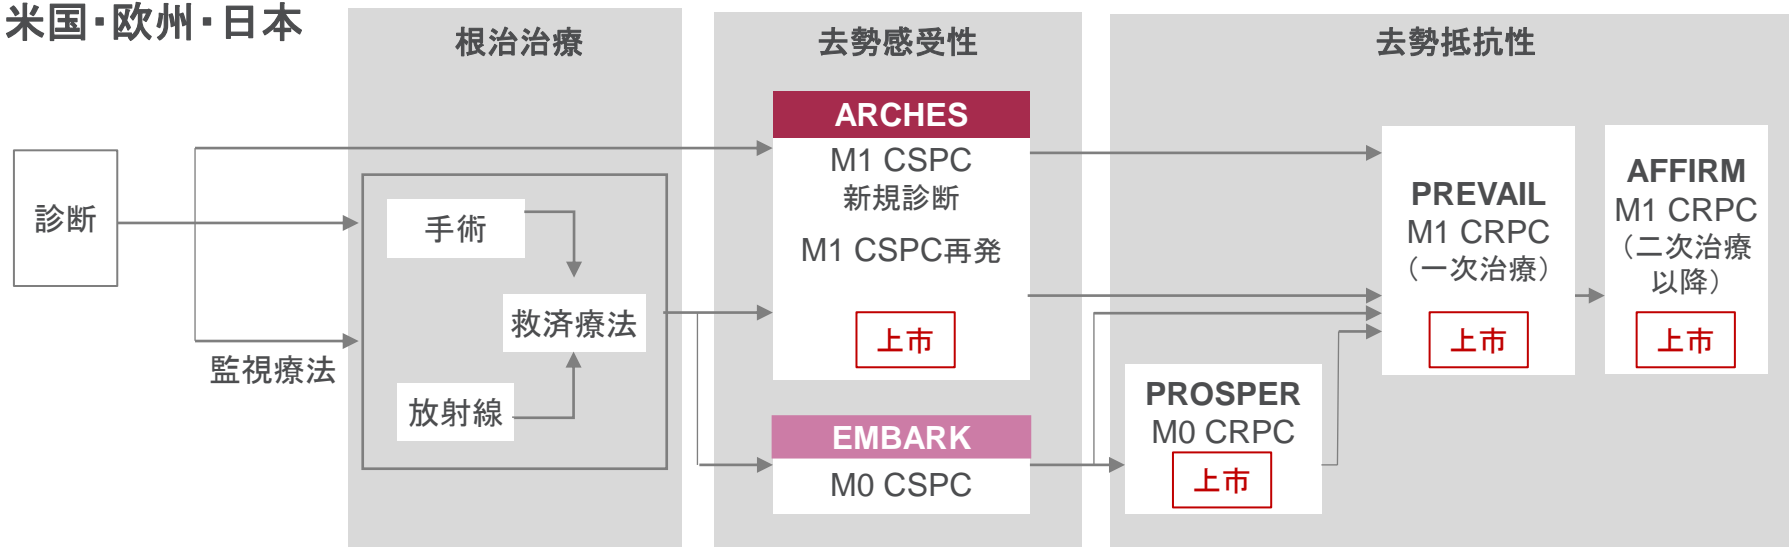 米国・欧州・日本
根治治療
去勢感受性
去勢抵抗性
診断
監視療法
手術
救済療法
放射線
ARCHES
M1 CSPC
新規診断
M1 CSPC再発
上市
EMBARK
M0 CSPC
PROSPER
M0 CRPC
上市
PREVAIL
M1 CRPC
（一次治療）
上市
AFFIRM
M1 CRPC
（二次治療
以降）
上市